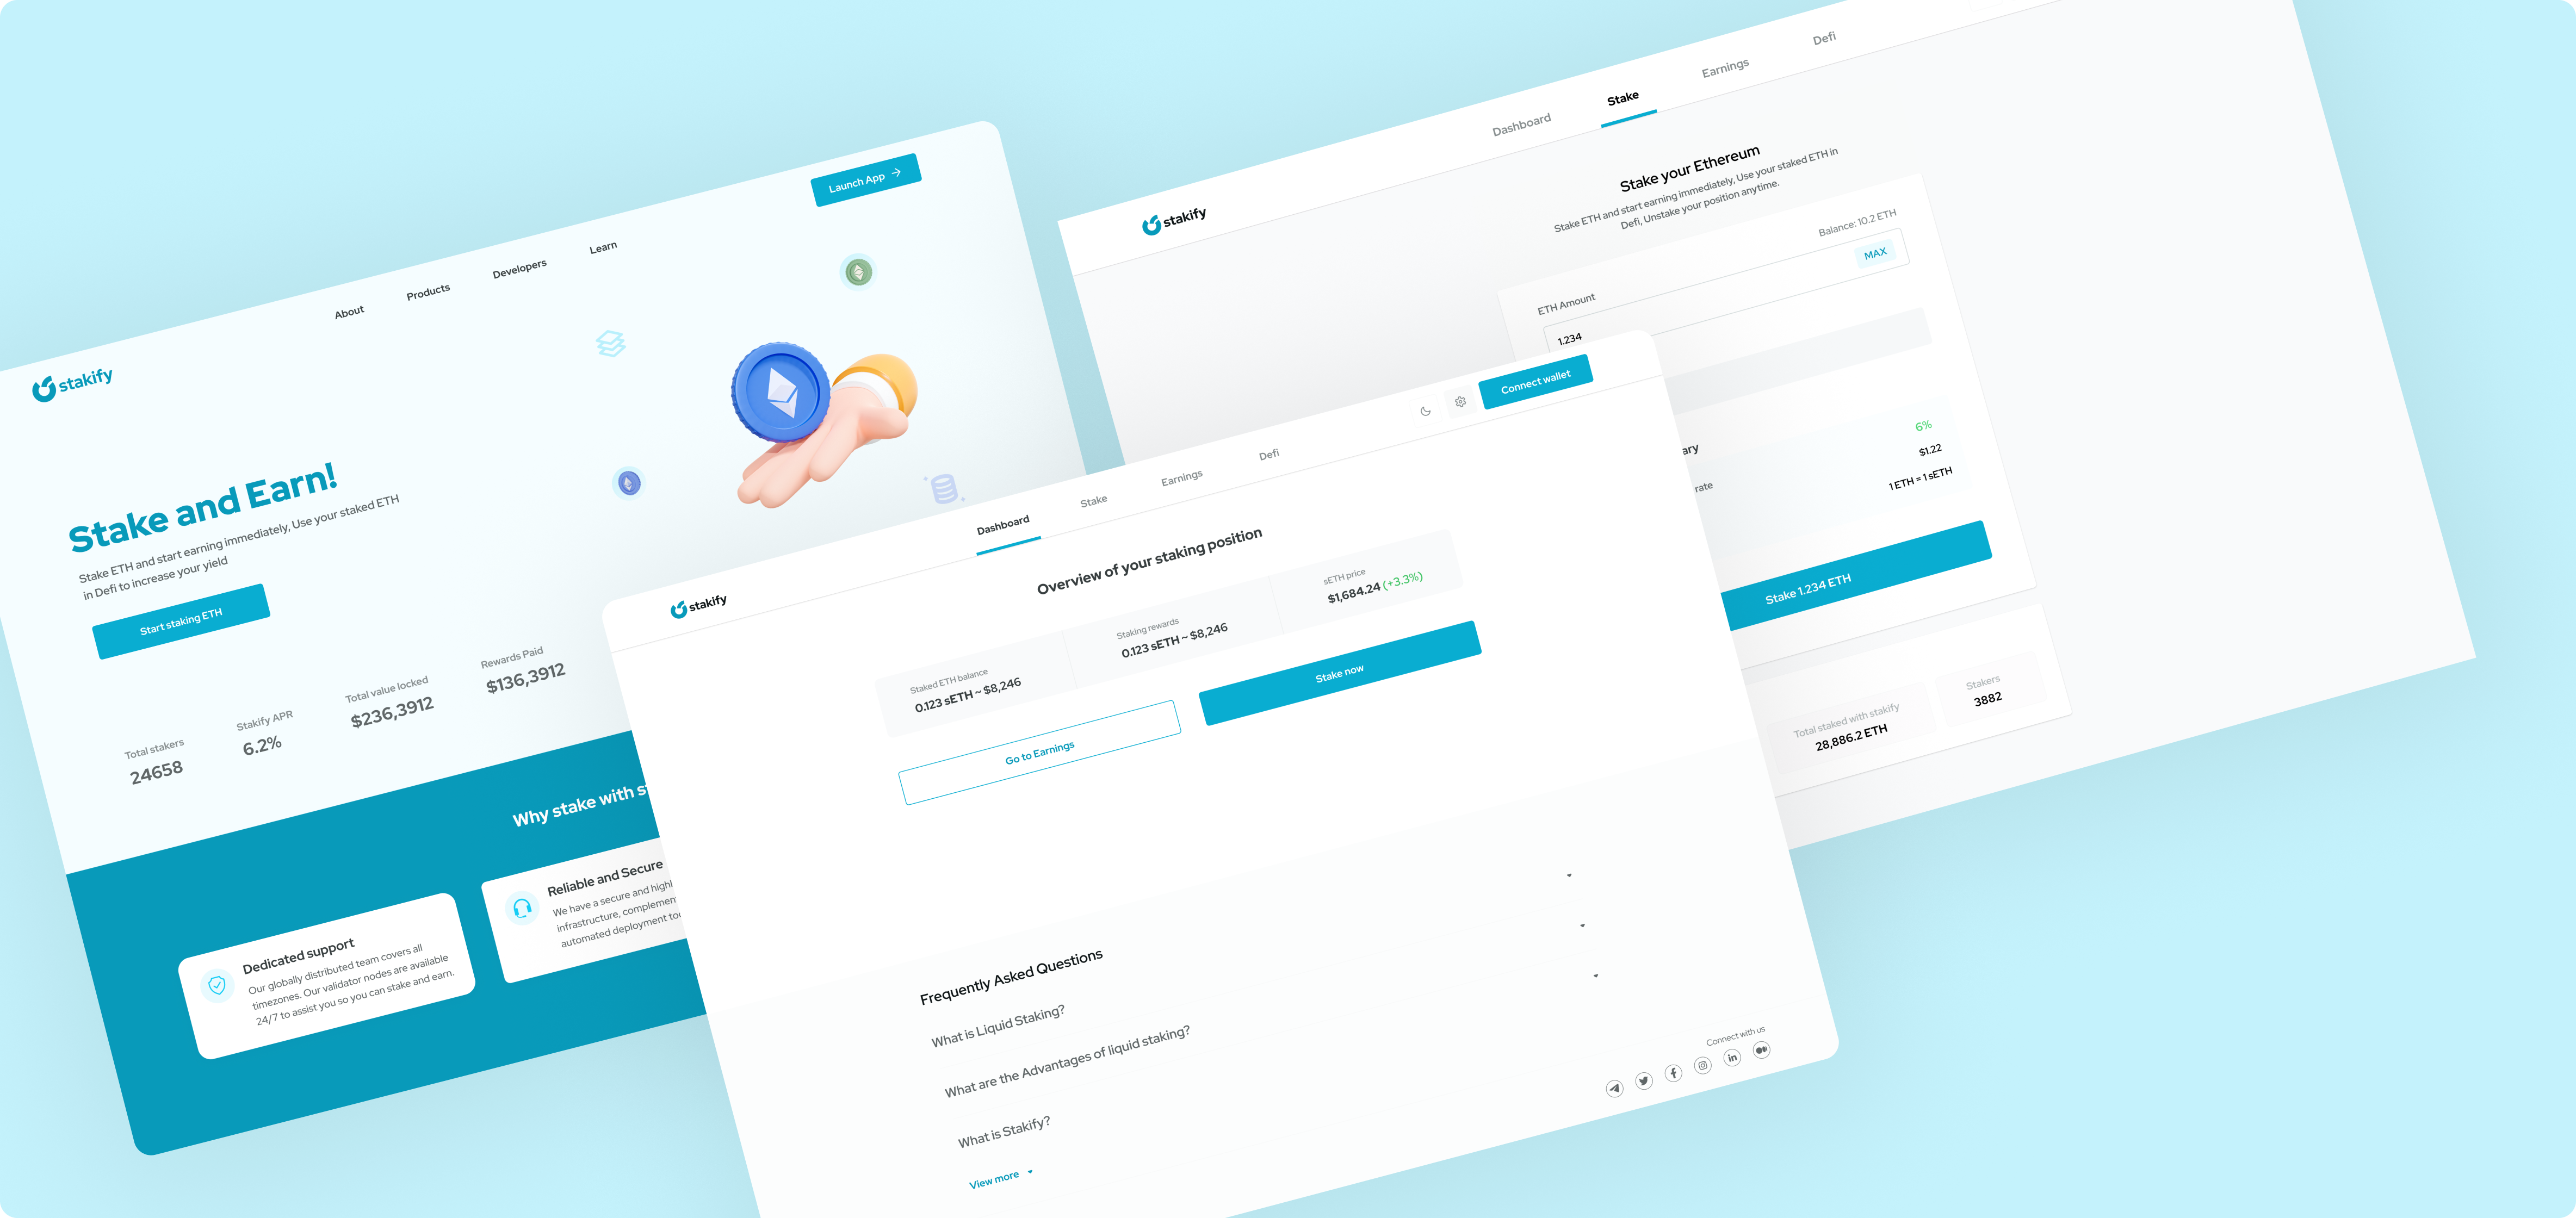 stakify
About
Products
Developers
Learn
Launch App
Stake and Earn!
Stake ETH and start earning immediately, Use your staked ETH
in Defi to increase your yield
Start staking ETH
Total stakers
24658
Stakify APR
6.2%
Total value locked
$236,3912
Rewards Paid
$136,3912
Why stake with s
Dedicated support
Our globally distributed team covers all
timezones. Our validator nodes are available
24/7 to assist you so you can stake and earn.
Reliable and Secure
We have a secure and highl
infrastructure, complemen
automated deployment too
stakify
Dashboard
Stake
Earnings
Defi
Connect wallet
Overview of your staking position
Staked ETH balance
0.123 sETH ~ $8,246
Staking rewards
0.123 sETH ~ $8,246
sETH price
$1,684.24 (+3.3%)
Go to Earnings
Stake now
Frequently Asked Questions
What is Liquid Staking?
What are the Advantages of liquid staking?
What is Stakify?
View more
Connect with us
stakify
Dashboard
Stake
Earnings
Defi
Stake your Ethereum
Stake ETH and start earning immediately, Use your staked ETH in
Defi, Unstake your position anytime.
Balance: 10.2 ETH
ETH Amount
1.234
MAX
ary
6%
$1.22
rate
1 ETH = 1 sETH
Stake 1.234 ETH
Total staked with stakify
28,886.2 ETH
Stakers
3882